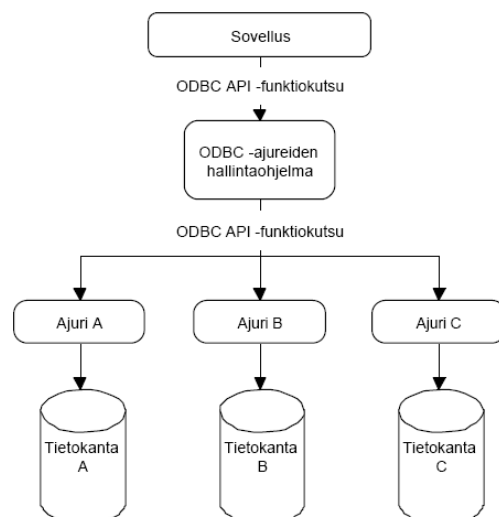 Sovellus
ODBC API -funktiokutsu
ODBC -ajureiden
hallintaohjelma
ODBC API -funktiokutsu
Ajuri A
Ajuri B
Ajuri C
Tietokanta
A
Tietokanta
B
Tietokanta
C